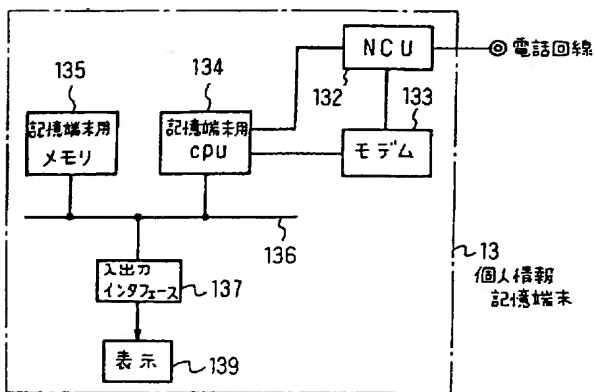 NCU
電話回線
132
135
134
133
記憶端末用
メモリ
記憶端末用
CPU
モデム
136
入出力
インタフェース
137
13
個人情報
記憶端末
表示
139